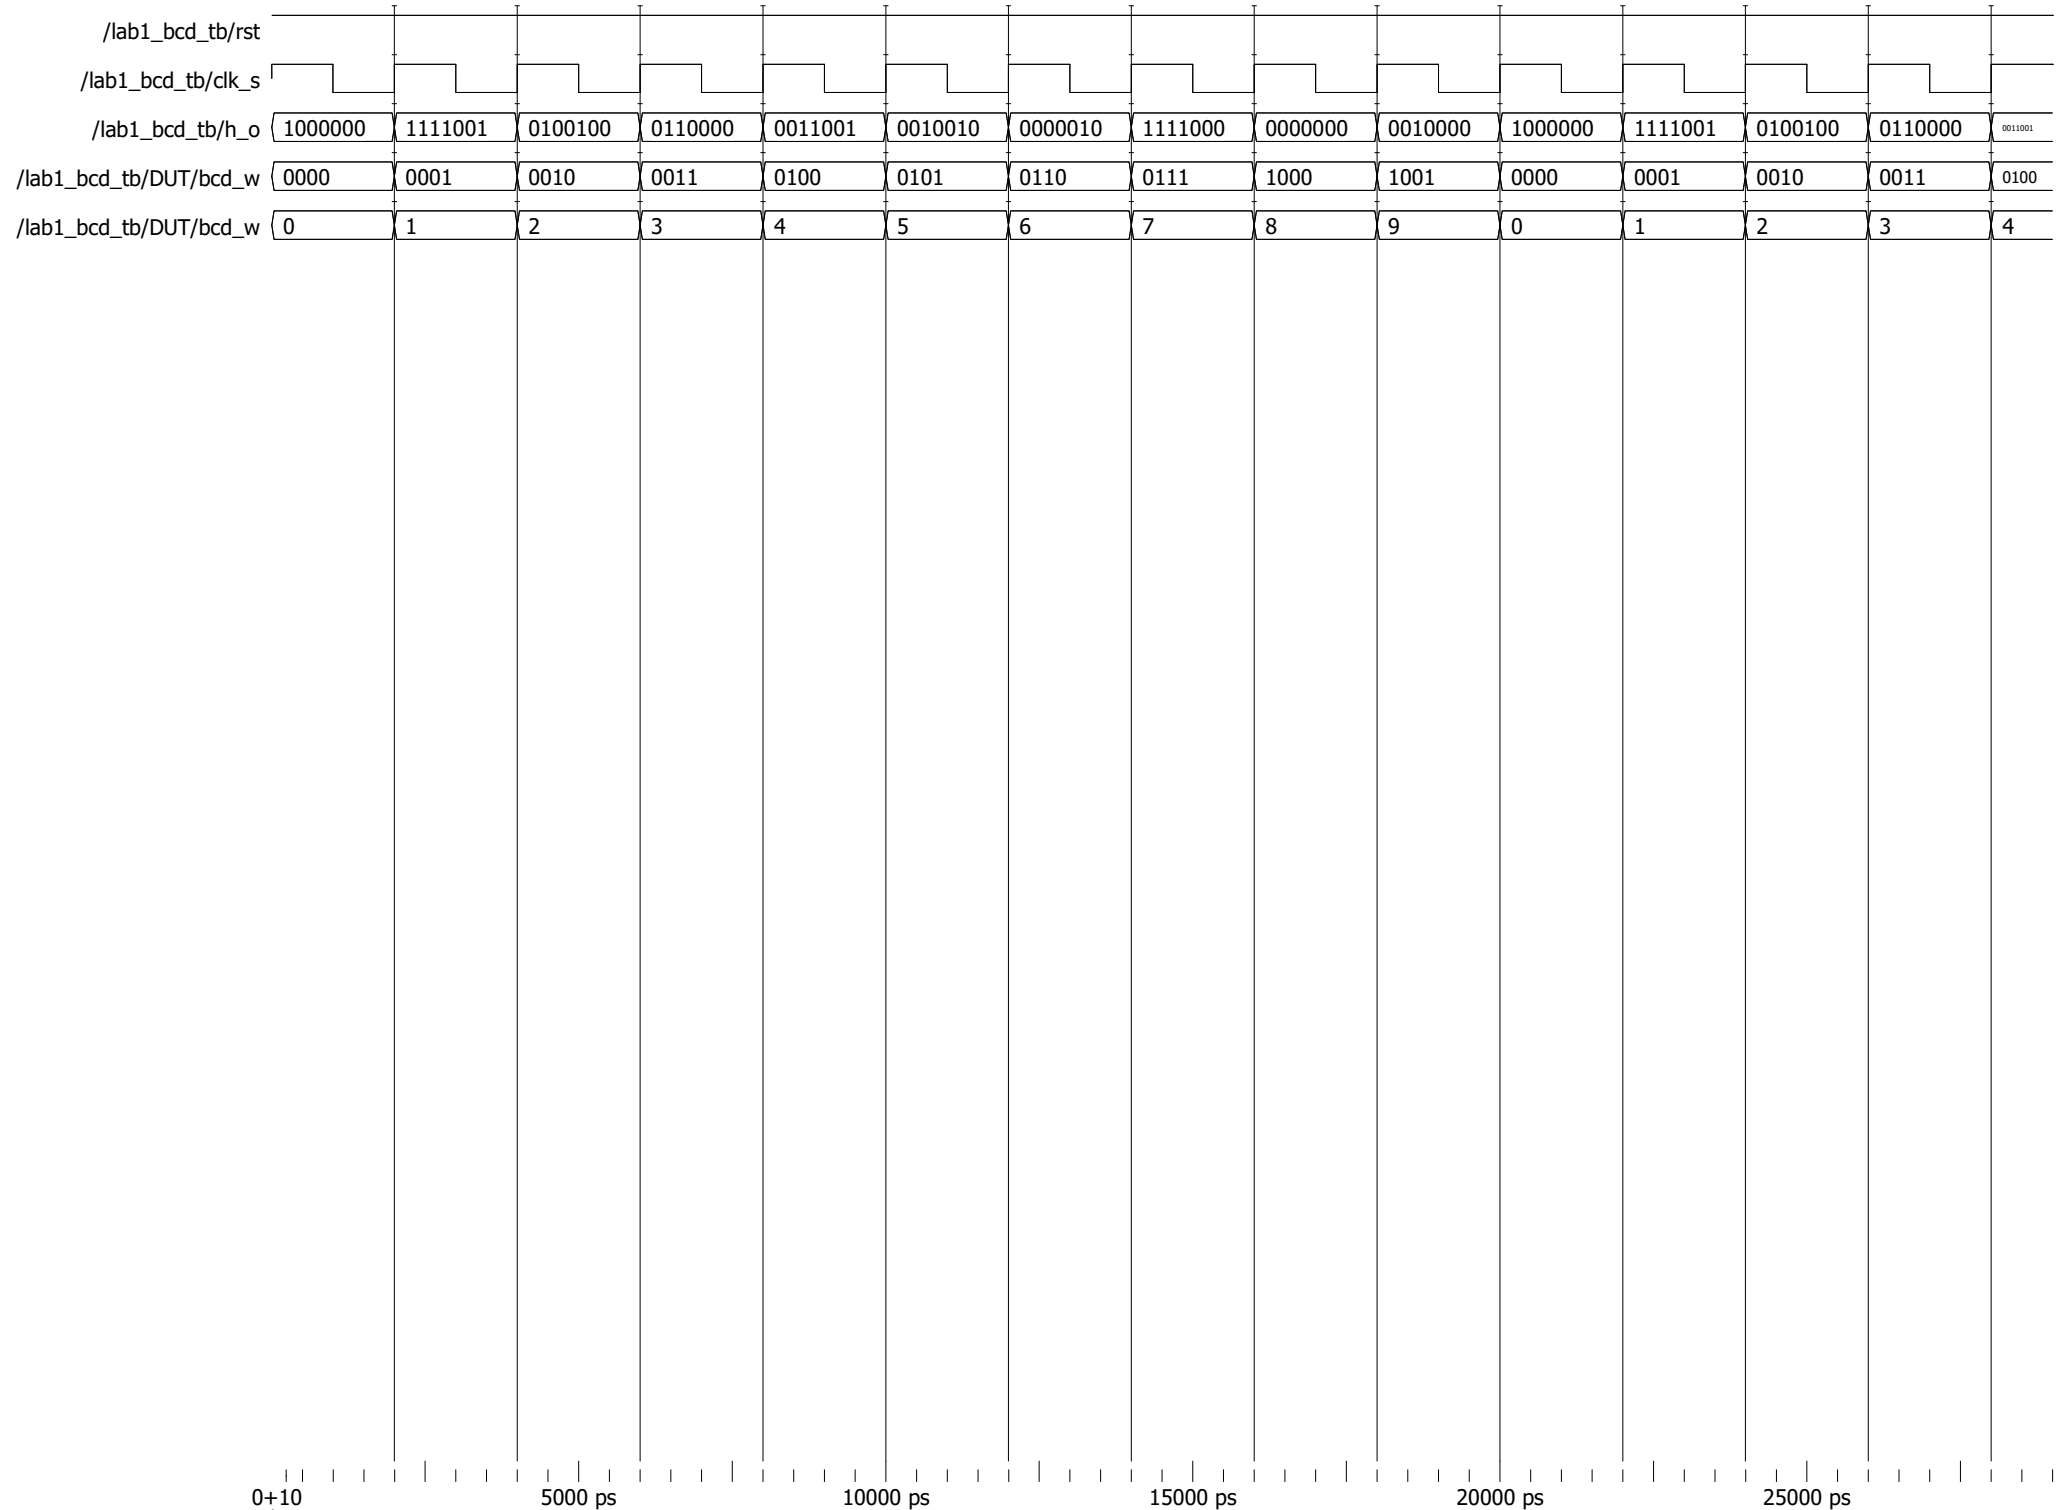 /lab1_bcd_tb/rst
/lab1_bcd_tb/clk_s
/lab1_bcd_tb/h_o 1000000 1111001 0100100 0110000 0011001 0010010 0000010 1111000 0000000 0010000 1000000 1111001 0100100 0110000 0011001
/lab1_bcd_tb/DUT/bcd_w 0000 0001 0010 0011 0100 0101 0110 0111 1000 1001 0000 0001 0010 0011 0100
/lab1_bcd_tb/DUT/bcd_w 0 1 2 3 4 5 6 7 8 9 0 1 2 3 4
0+10 5000 ps 10000 ps 15000 ps 20000 ps 25000 ps